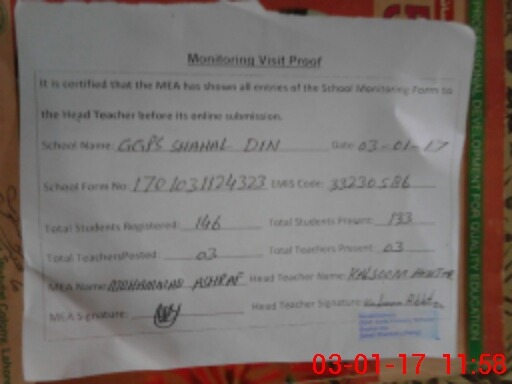 Monitoring Visit Proof
It is certified that the MEA has shown all entries of the School Monitoring Form to
the Head Teacher before its online submission.
School Name: GGPS SHAHAL DIN Date: 03-01-17
School Form No: 1701031124323 EMIS Code: 33230586
Total Students Registered: 146 Total Students Present: 133
Total Teachers Posted: 03 Total Teachers Present: 03
MEA Name: MUHAMMAD ASHRAF Head Teacher Name: KALSOOM AKHTAR
MEA Signature: Head Teacher Signature:
PROFESSIONAL DEVELOPMENT FOR QUALITY EDUCATION
03-01-17 11:58